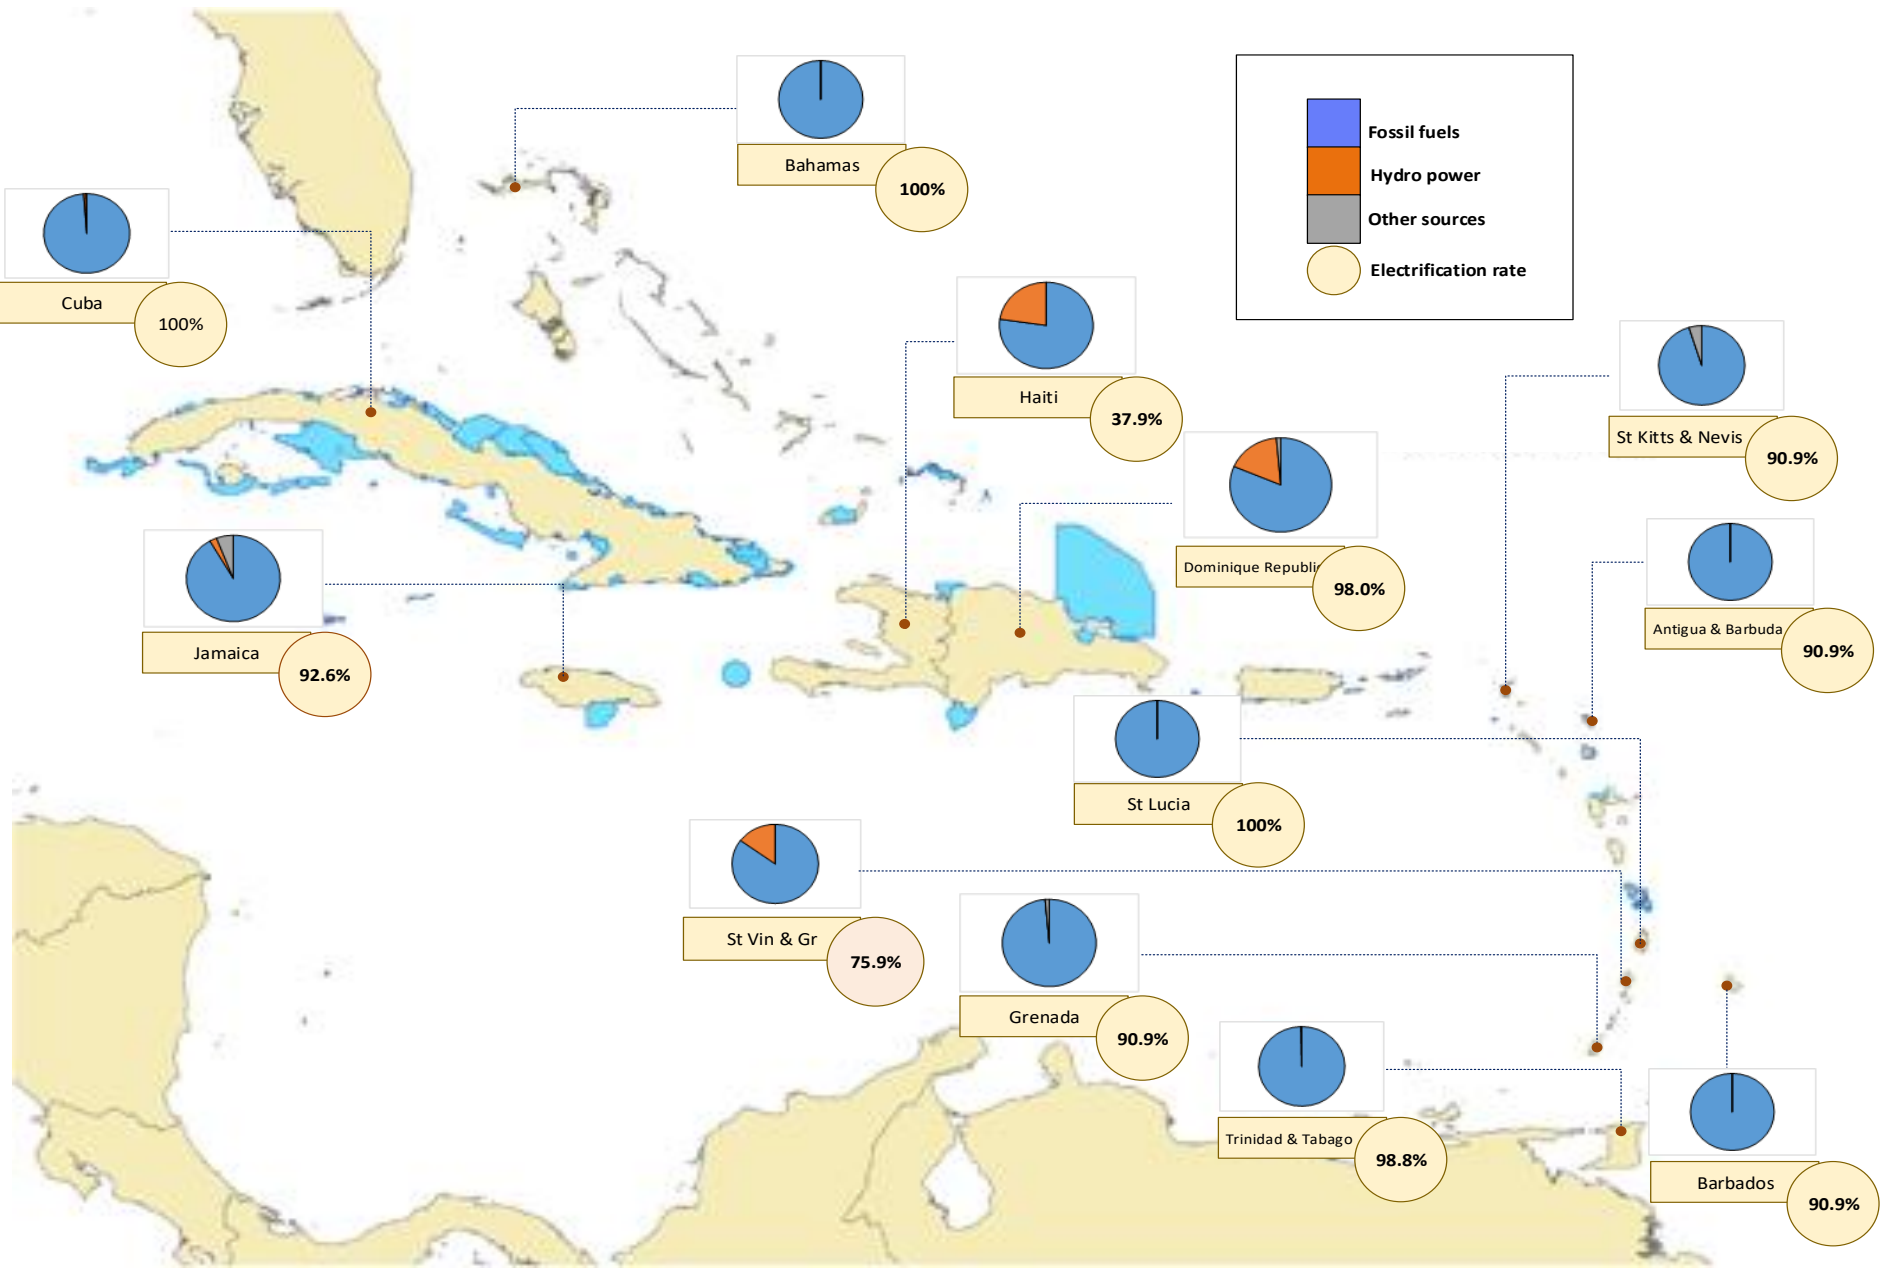 Bahamas
100%
Fossil fuels
Hydro power
Other sources
Electrification rate
Cuba
100%
Haiti
37.9%
St Kitts & Nevis
90.9%
Dominique Republic
98.0%
Jamaica
92.6%
Antigua & Barbuda
90.9%
St Lucia
100%
St Vin & Gr
75.9%
Grenada
90.9%
Trinidad & Tabago
98.8%
Barbados
90.9%